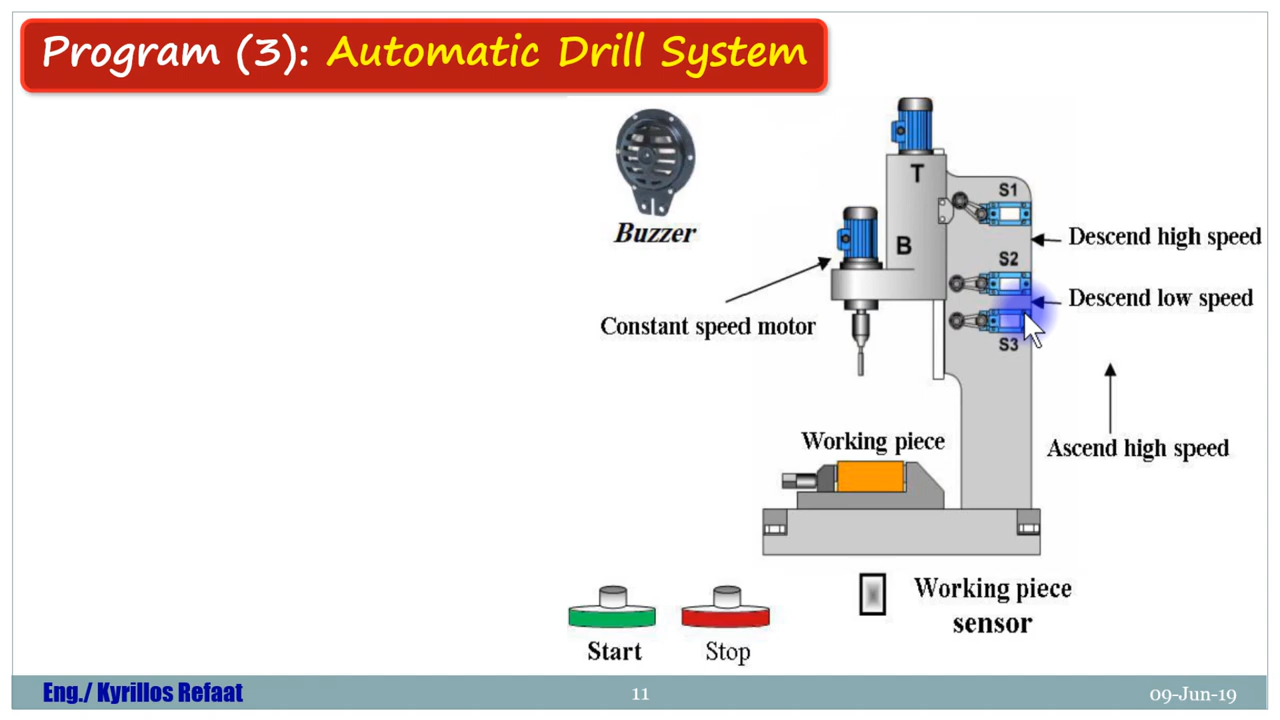 Program (3): Automatic Drill System
Buzzer
T
B
S1
S2
S3
Descend high speed
Descend low speed
Constant speed motor
Ascend high speed
Working piece
Working piece
sensor
Start
Stop
Eng./ Kyrillos Refaat
11
09-Jun-19